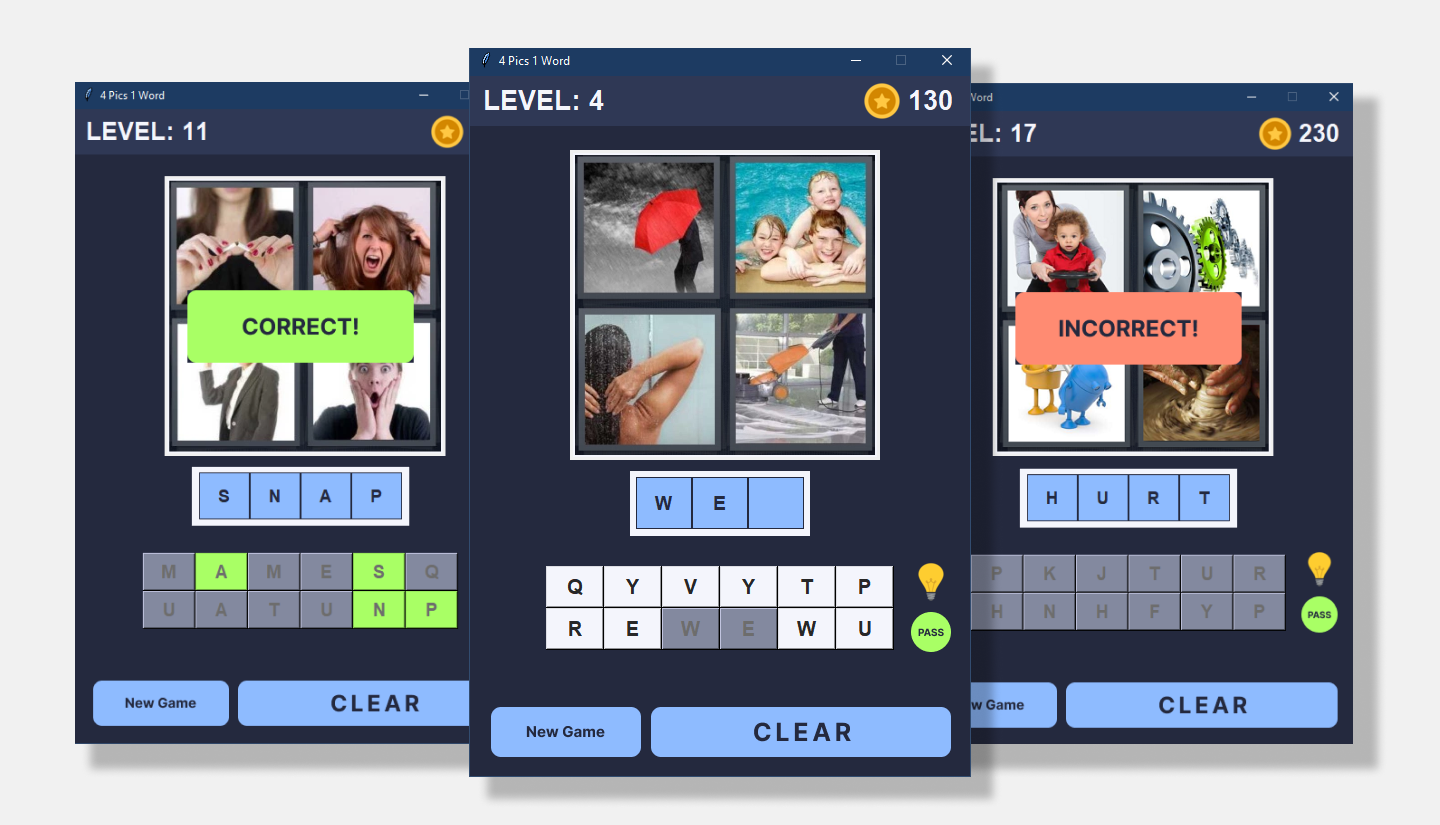 4 Pics 1 Word
LEVEL: 11
CORRECT!
S N A P
M A M E S Q
U A T U N P
New Game
CLEAR
4 Pics 1 Word
LEVEL: 4
130
W E
Q Y V Y T P
R E W E W U
PASS
New Game
CLEAR
Word
EL: 17
230
INCORRECT!
H U R T
P K J T U R
H N H F Y P
PASS
w Game
CLEAR